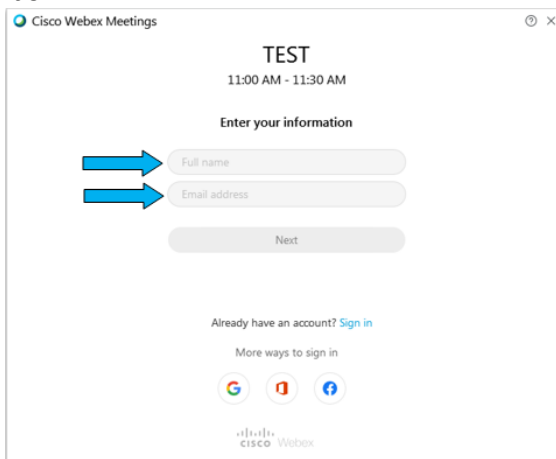 Cisco Webex Meetings
TEST
11:00 AM - 11:30 AM
Enter your information
Full name
Email address
Next
Already have an account? Sign in
More ways to sign in
CISCO Webex